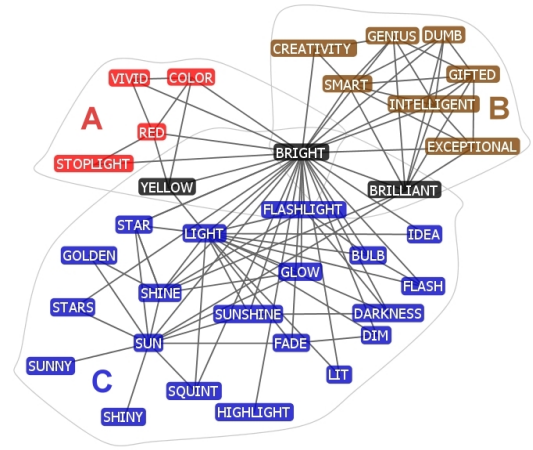 GENIUS DUMB
CREATIVITY
VIVID COLOR
SMART GIFTED
INTELLIGENT
A
B
RED
EXCEPTIONAL
STOPLIGHT
BRIGHT
YELLOW
BRILLIANT
FLASHLIGHT
STAR
LIGHT
IDEA
GOLDEN
BULB
GLOW
SHINE
FLASH
STARS
SUNSHINE
DARKNESS
SUN
FADE
DIM
SUNNY
LIT
C
SQUINT
SHINY
HIGHLIGHT